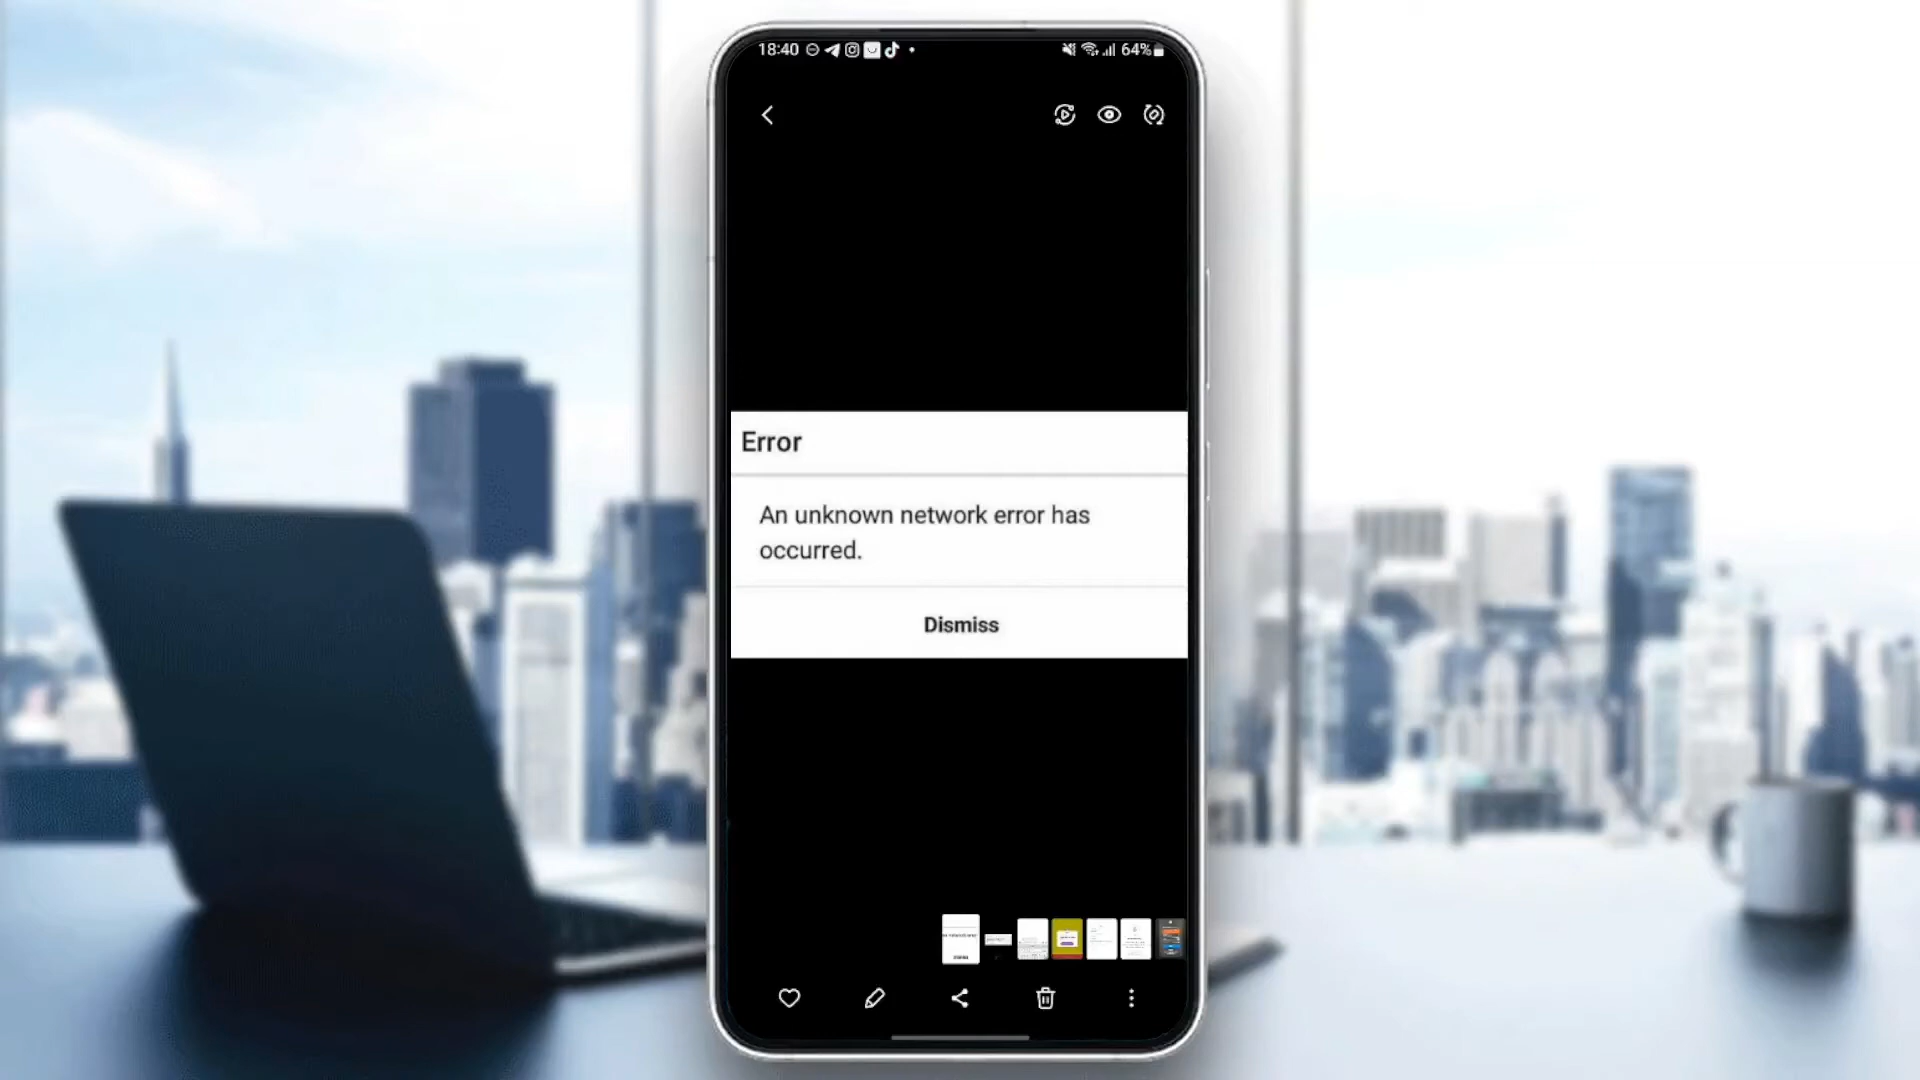 18:40
64%
Error
An unknown network error has
occurred.
Dismiss